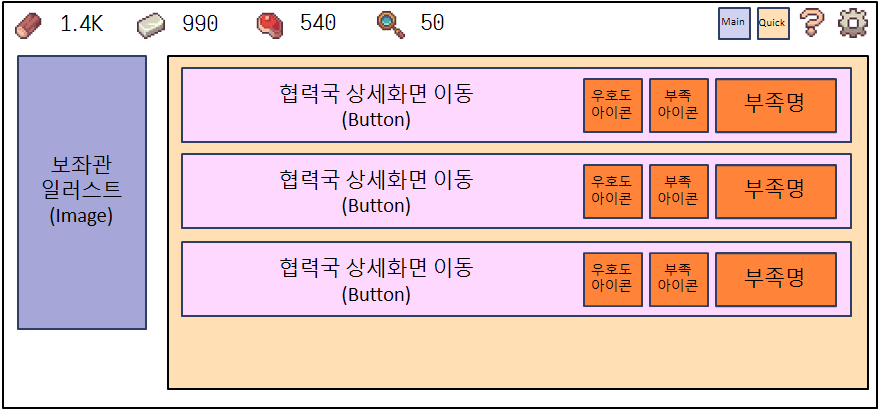 1.4K 990 540 50 Main Quick
보좌관
일러스트
(Image)
협력국 상세화면 이동
(Button)
우호도
아이콘
부족
아이콘
부족명
협력국 상세화면 이동
(Button)
우호도
아이콘
부족
아이콘
부족명
협력국 상세화면 이동
(Button)
우호도
아이콘
부족
아이콘
부족명